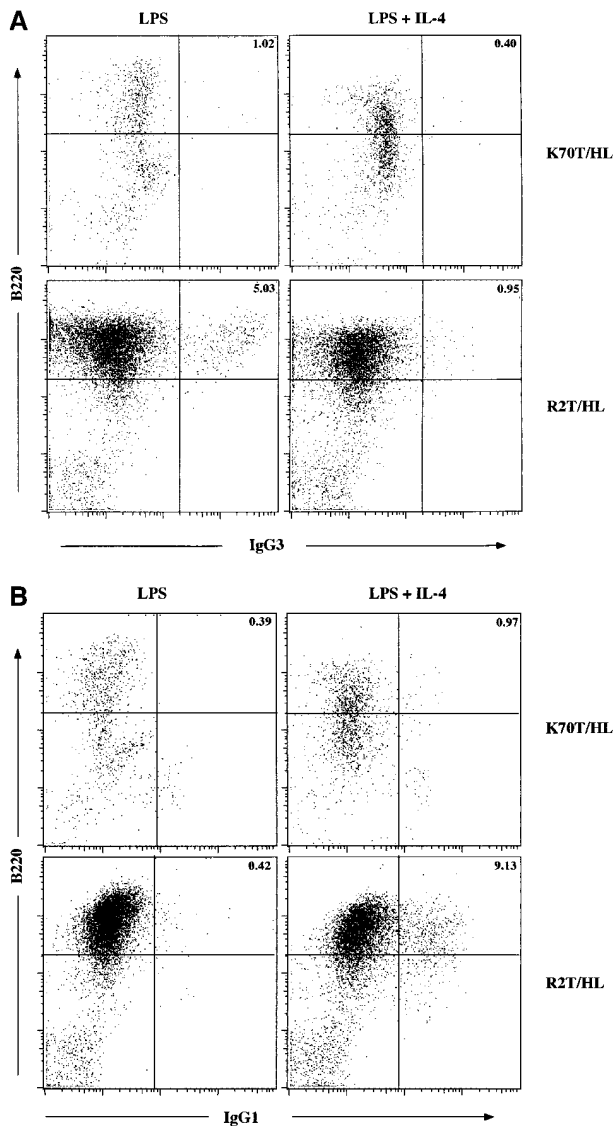 A
LPS
LPS + IL-4
1.02
0.40
K70T/HL
B220
5.03
0.95
R2T/HL
IgG3
B
LPS
LPS + IL-4
0.39
0.97
K70T/HL
B220
0.42
9.13
R2T/HL
IgG1